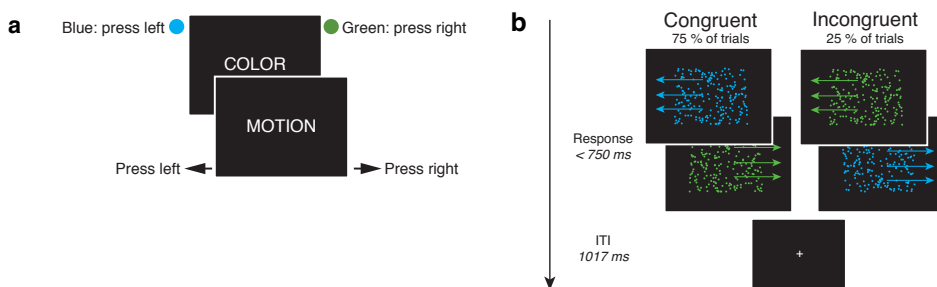 a
Blue: press left
Green: press right
COLOR
MOTION
Press left
Press right
b
Congruent
75 % of trials
Incongruent
25 % of trials
Response
< 750 ms
ITI
1017 ms
+